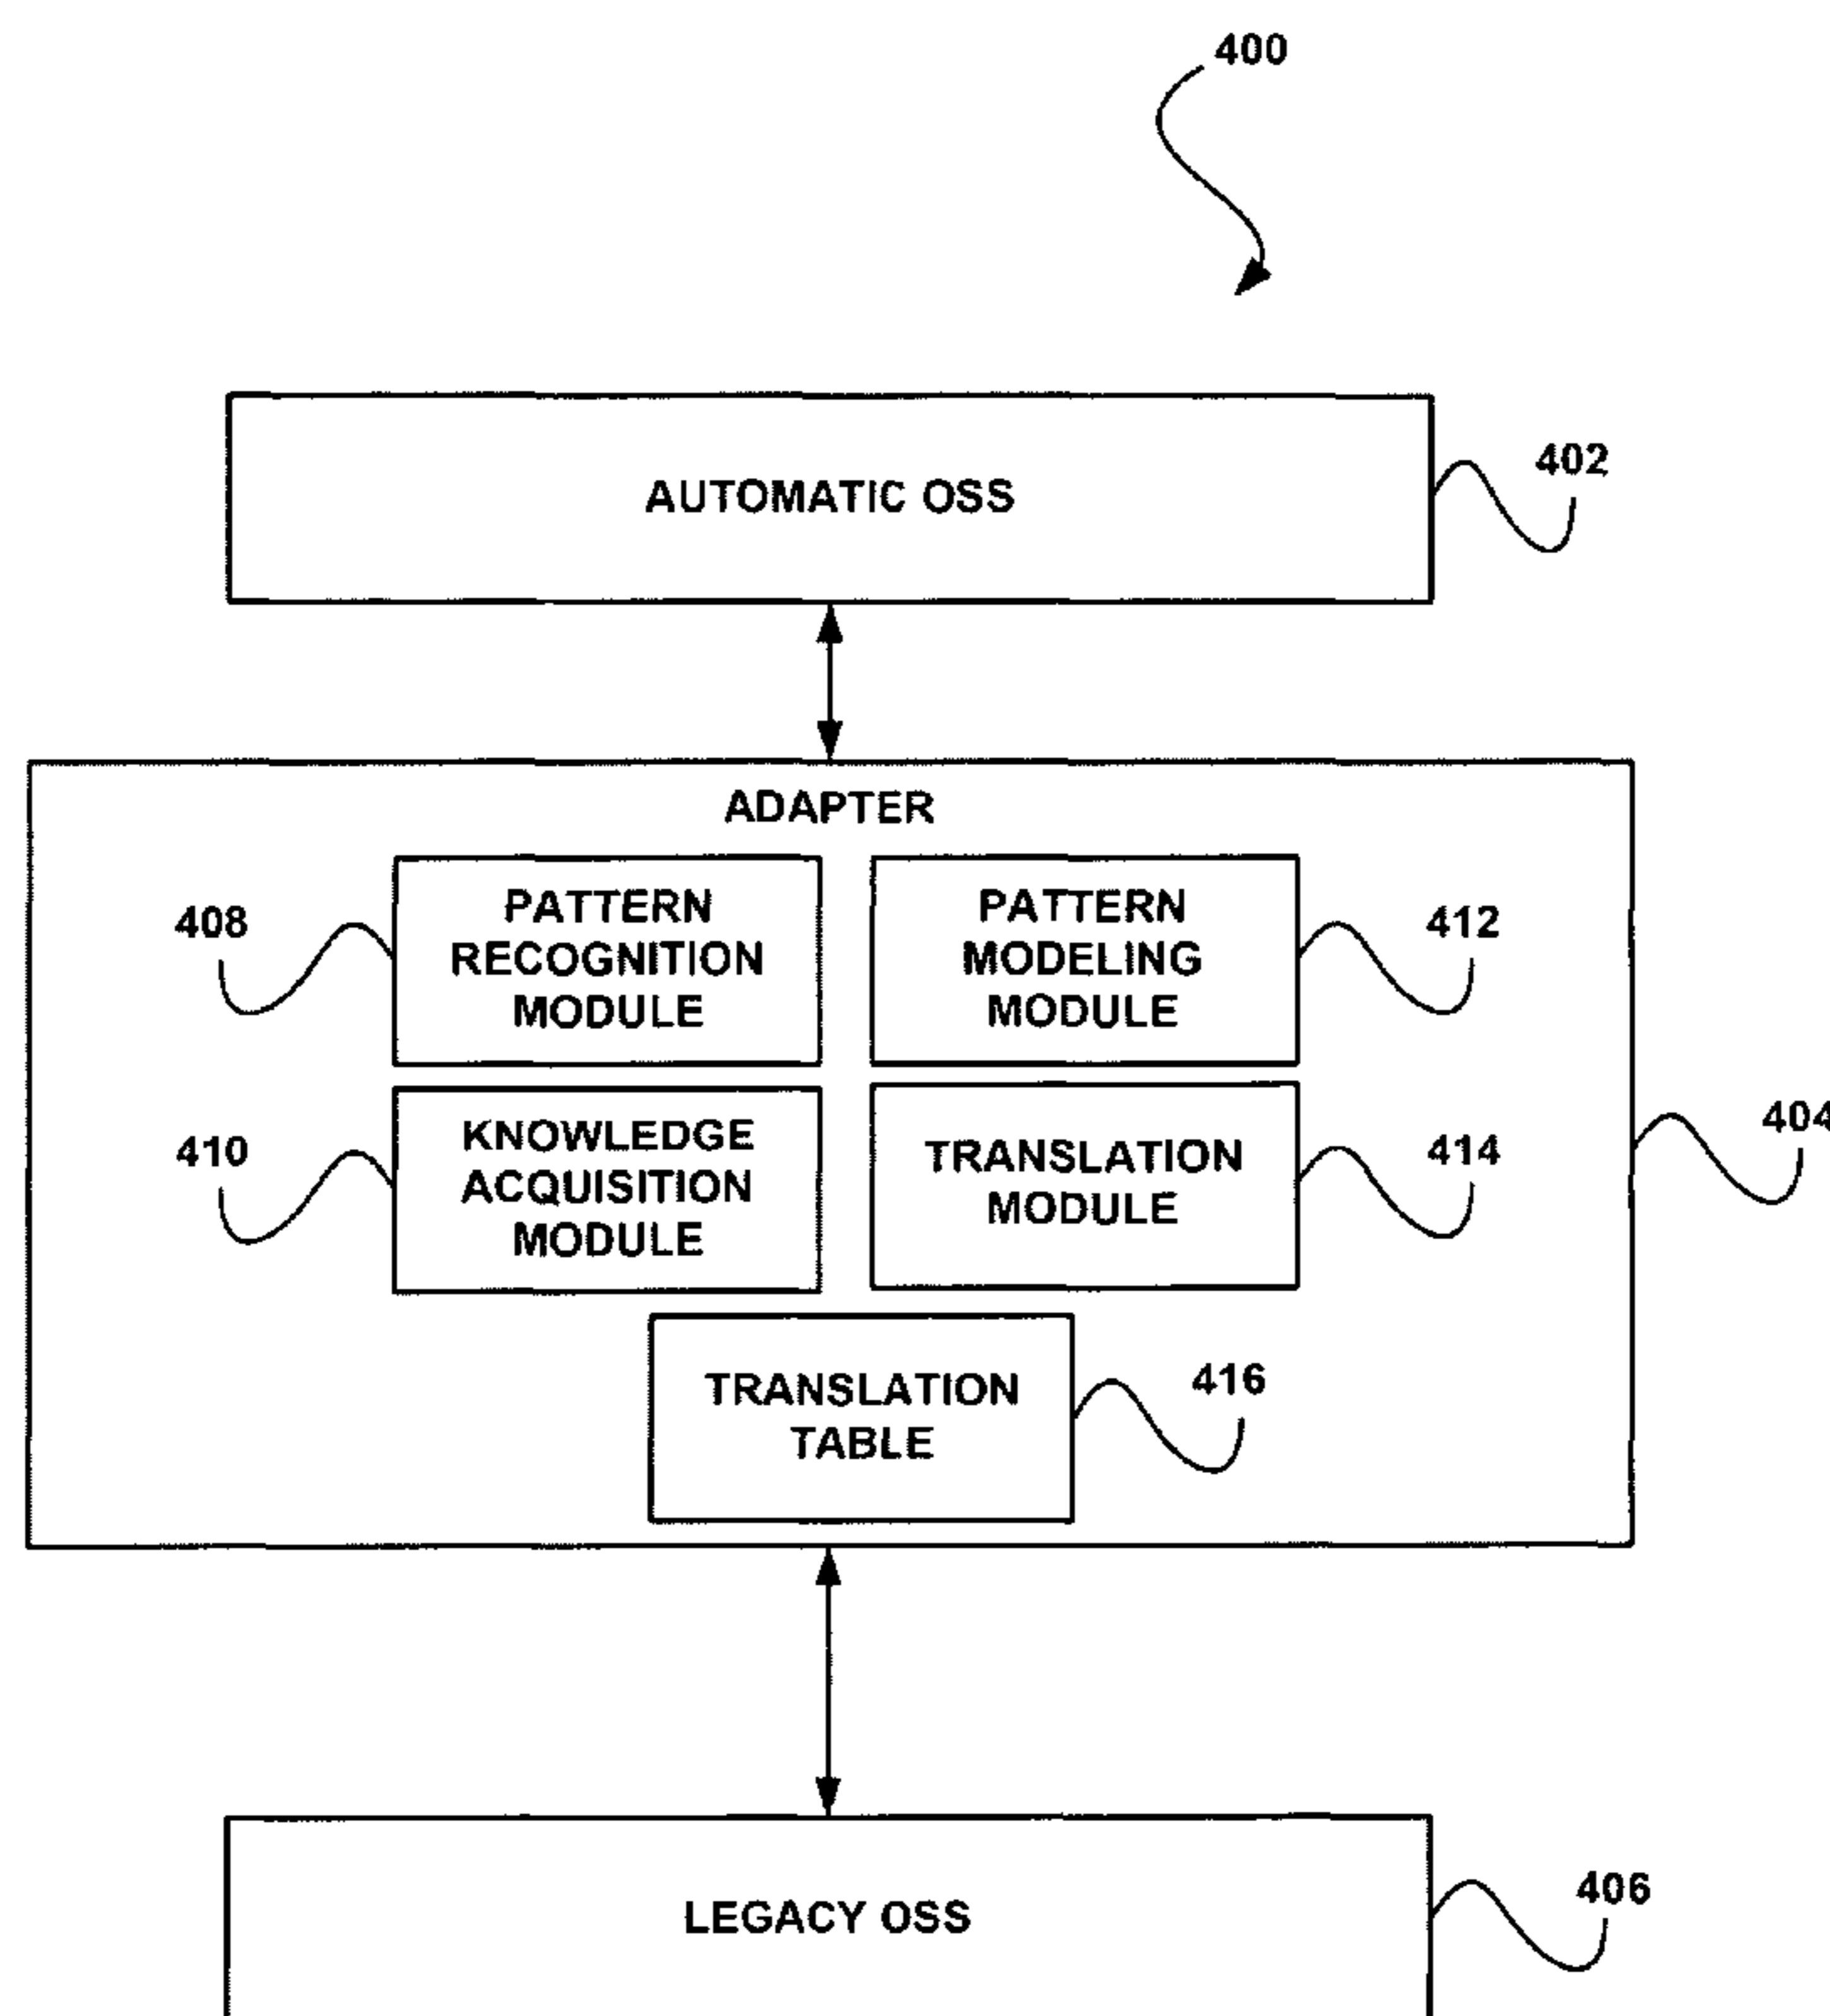 400
AUTOMATIC OSS
402
ADAPTER
408
PATTERN
RECOGNITION
MODULE
PATTERN
MODELING
MODULE
412
410
KNOWLEDGE
ACQUISITION
MODULE
TRANSLATION
MODULE
414
404
TRANSLATION
TABLE
416
LEGACY OSS
406